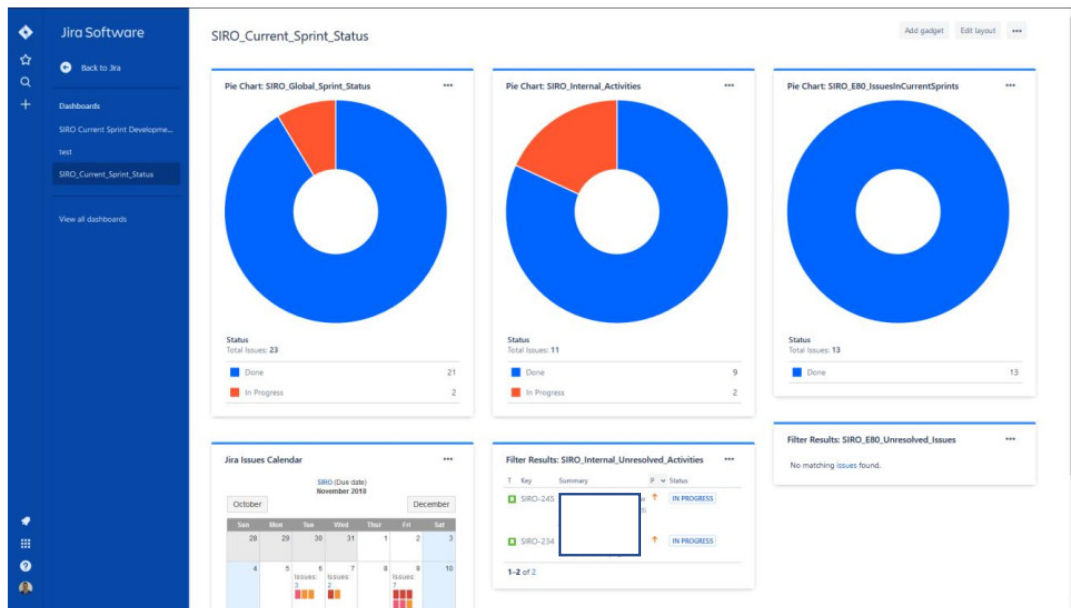 Jira Software
Back to Jira
Dashboards
SIRO Current Sprint Developme...
test
SIRO_Current_Sprint_Status
View all dashboards
SIRO_Current_Sprint_Status
Add gadget Edit layout
Pie Chart: SIRO_Global_Sprint_Status
Status
Total Issues: 23
Done 21
In Progress 2
Pie Chart: SIRO_Internal_Activities
Status
Total Issues: 11
Done 9
In Progress 2
Pie Chart: SIRO_E80_IssuesInCurrentSprints
Status
Total Issues: 13
Done 13
Jira Issues Calendar
SIRO (Due date)
November 2018
October December
Sun Mon Tue Wed Thur Fri Sat
28 29 30 31 1 2 3
4 5 6 7 8 9 10
Issues: Issues: Issues:
3 2 7
Filter Results: SIRO_Internal_Unresolved_Activities
T Key Summary P Status
SIRO-245 IN PROGRESS
SIRO-234 IN PROGRESS
1–2 of 2
Filter Results: SIRO_E80_Unresolved_Issues
No matching issues found.